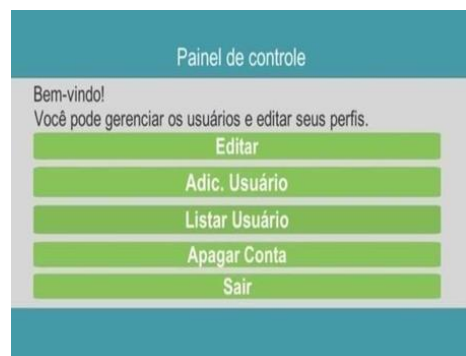 Painel de controle
Bem-vindo!
Você pode gerenciar os usuários e editar seus perfis.
Editar
Adic. Usuário
Listar Usuário
Apagar Conta
Sair